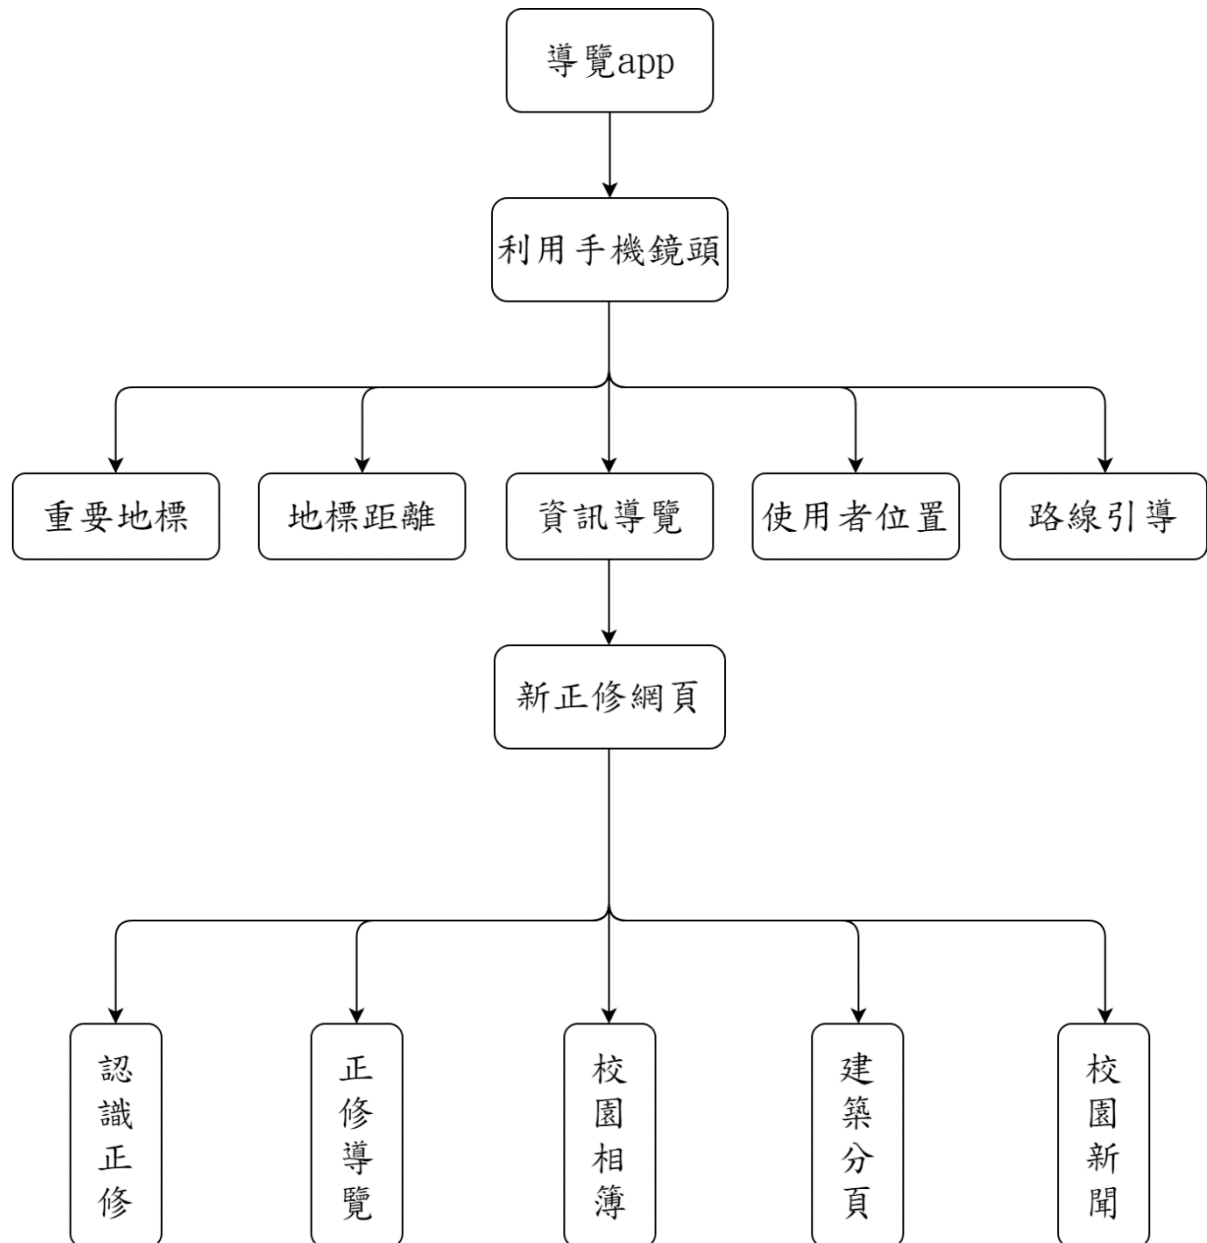 導覽app
利用手機鏡頭
重要地標
地標距離
資訊導覽
使用者位置
路線引導
新正修網頁
認識正修
正修導覽
校園相簿
建築分頁
校園新聞